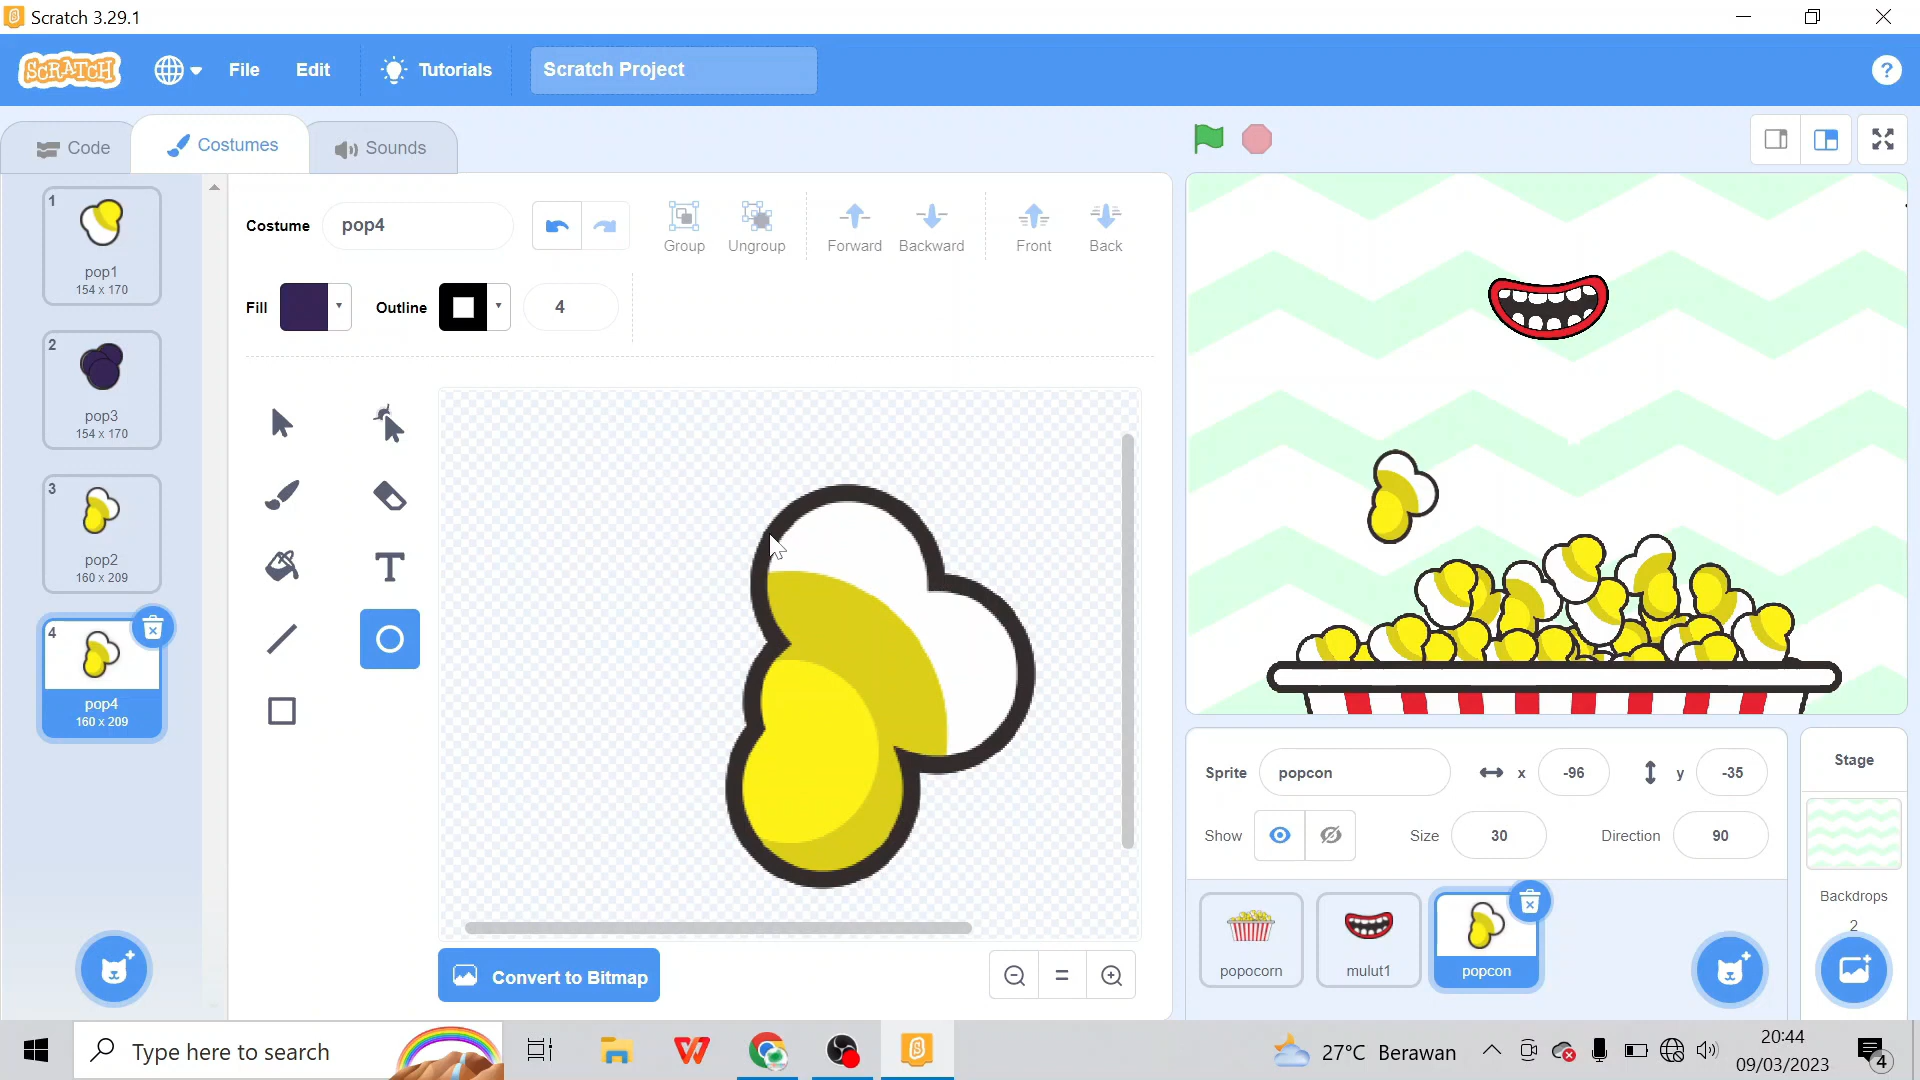 Scratch 3.29.1
SCRATCH
File
Edit
Tutorials
Scratch Project
Code
Costumes
Sounds
1
pop1
154 x 170
2
pop3
154 x 170
3
pop2
160 x 209
4
pop4
160 x 209
Costume
pop4
Group
Ungroup
Forward
Backward
Front
Back
Fill
Outline
4
Convert to Bitmap
Sprite
popcon
x
-96
y
-35
Show
Size
30
Direction
90
popocorn
mulut1
popcon
Stage
Backdrops
2
Type here to search
27°C Berawan
20:44
09/03/2023
4